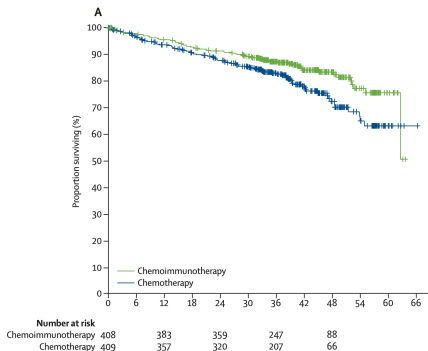 A
100
90
80
70
60
50
40
30
20
10
0
Proportion surviving (%)
Chemoimmunotherapy
Chemotherapy
0 6 12 18 24 30 36 42 48 54 60 66
Number at risk
Chemoimmunotherapy 408 383 359 247 88
Chemotherapy 409 357 320 207 66